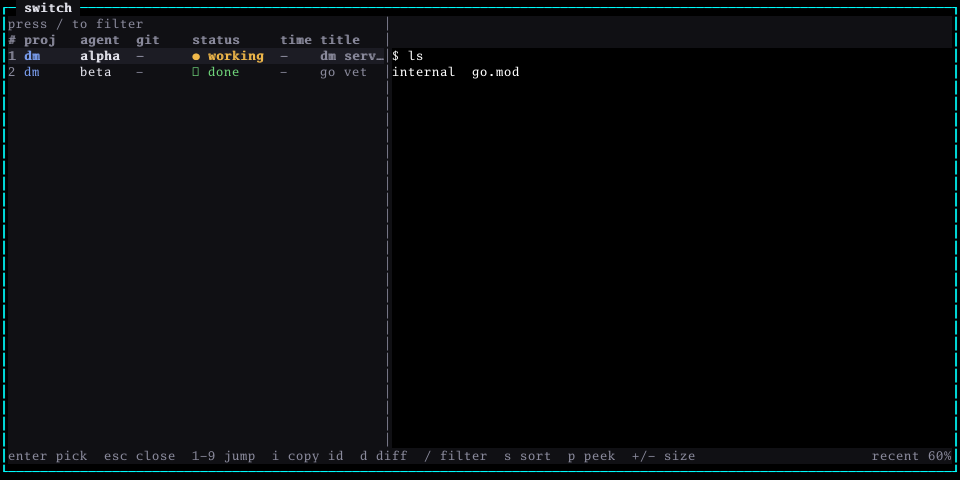 switch
press / to filter
# proj agent git status time title
1 dm alpha – ● working – dm serv…
$ ls
2 dm beta – done – go vet
internal go.mod
enter pick esc close 1–9 jump i copy id d diff / filter s sort p peek +/– size recent 60%